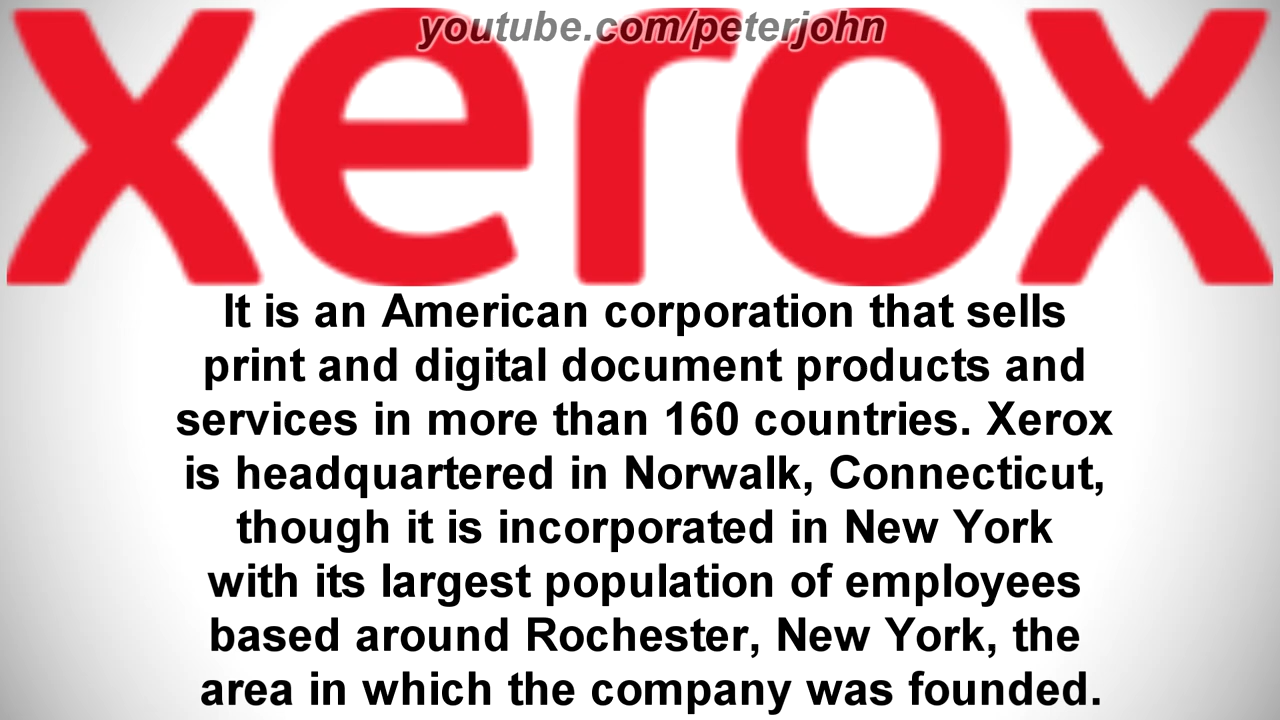 xerox
youtube.com/peterjohn
It is an American corporation that sells
print and digital document products and
services in more than 160 countries. Xerox
is headquartered in Norwalk, Connecticut,
though it is incorporated in New York
with its largest population of employees
based around Rochester, New York, the
area in which the company was founded.